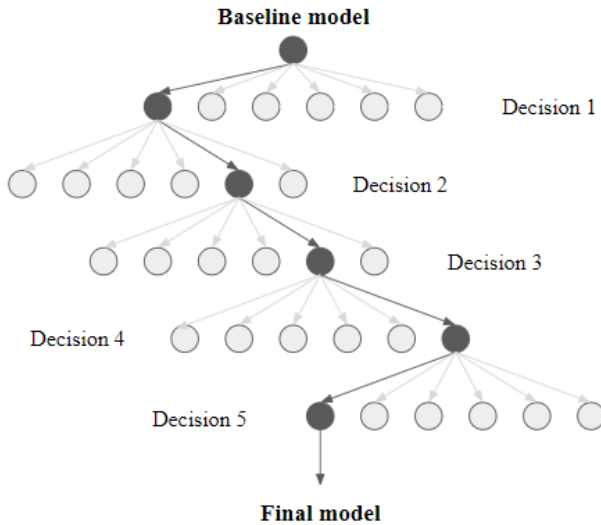 Baseline model
Decision 1
Decision 2
Decision 3
Decision 4
Decision 5
Final model